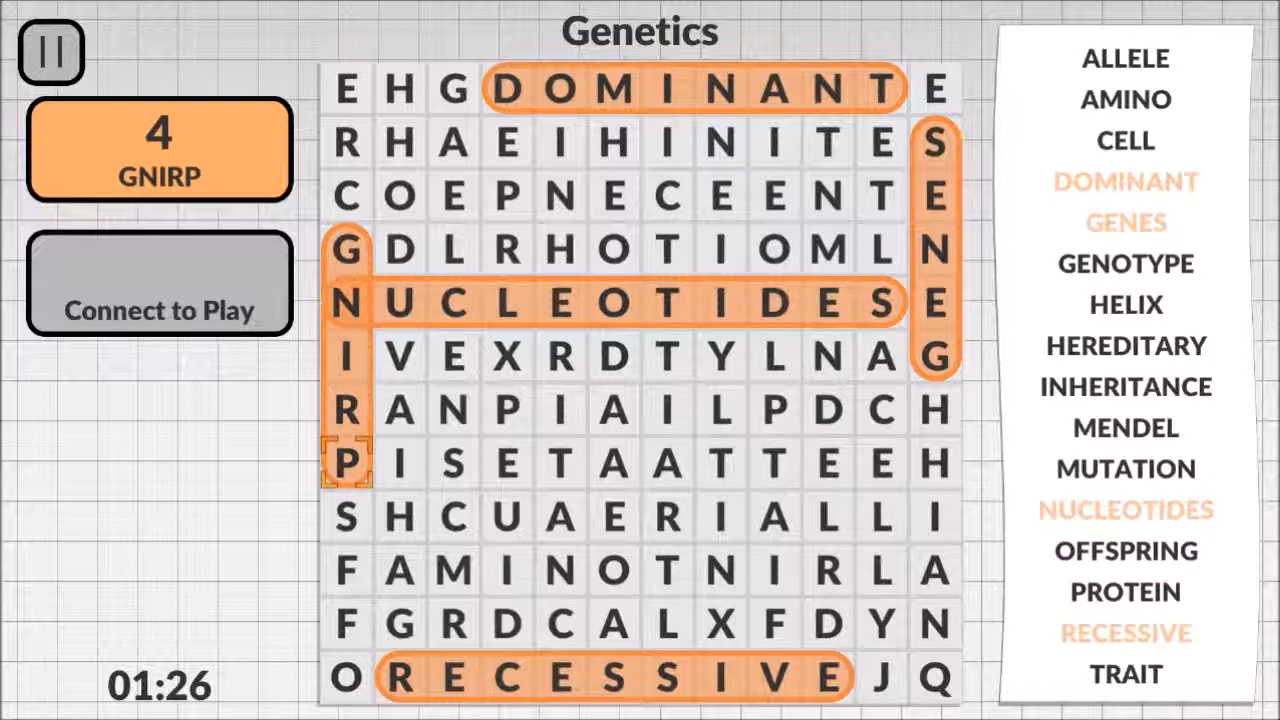 Genetics
4
GNIRP
Connect to Play
01:26
E H G D O M I N A N T E
R H A E I H I N I T E S
C O E P N E C E E N T E
G D L R H O T I O M L N
N U C L E O T I D E S E
I V E X R D T Y L N A G
R A N P I A I L P D C H
P I S E T A A T T E E H
S H C U A E R I A L L I
F A M I N O T N I R L A
F G R D C A L X F D Y N
O R E C E S S I V E J Q
ALLELE
AMINO
CELL
DOMINANT
GENES
GENOTYPE
HELIX
HEREDITARY
INHERITANCE
MENDEL
MUTATION
NUCLEOTIDES
OFFSPRING
PROTEIN
RECESSIVE
TRAIT